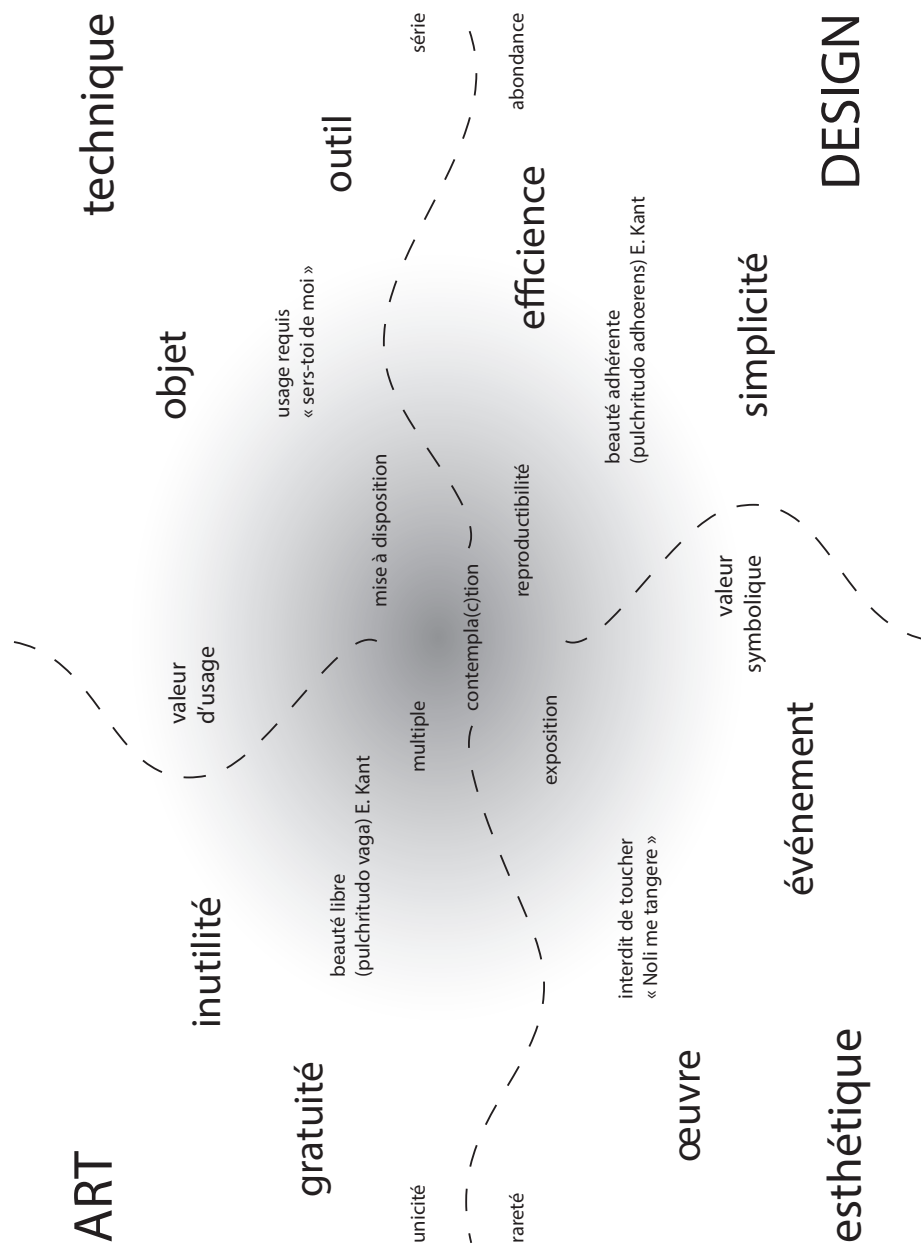 ART
technique
objet
valeur
d'usage
inutilité
usage requis
« sers-toi de moi »
gratuité
outil
beauté libre
(pulchritudo vaga) E. Kant
mise à disposition
unicité
multiple
série
contempla(c)tion
rareté
reproductibilité
abondance
efficience
exposition
beauté adhérente
(pulchritudo adhœrens) E. Kant
interdit de toucher
« Noli me tangere »
œuvre
valeur
symbolique
simplicité
événement
esthétique
DESIGN